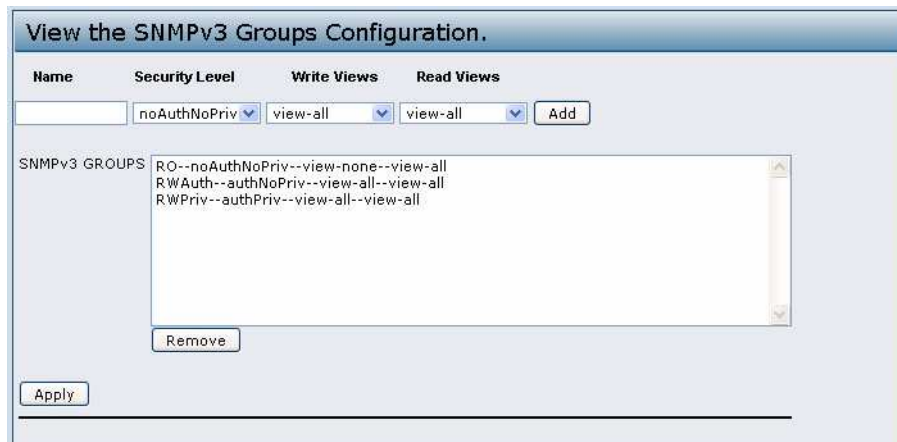 View the SNMPv3 Groups Configuration.
Name Security Level Write Views Read Views
noAuthNoPriv view-all view-all Add
SNMPv3 GROUPS
RO--noAuthNoPriv--view-none--view-all
RWAuth--authNoPriv--view-all--view-all
RWPriv--authPriv--view-all--view-all
Remove
Apply